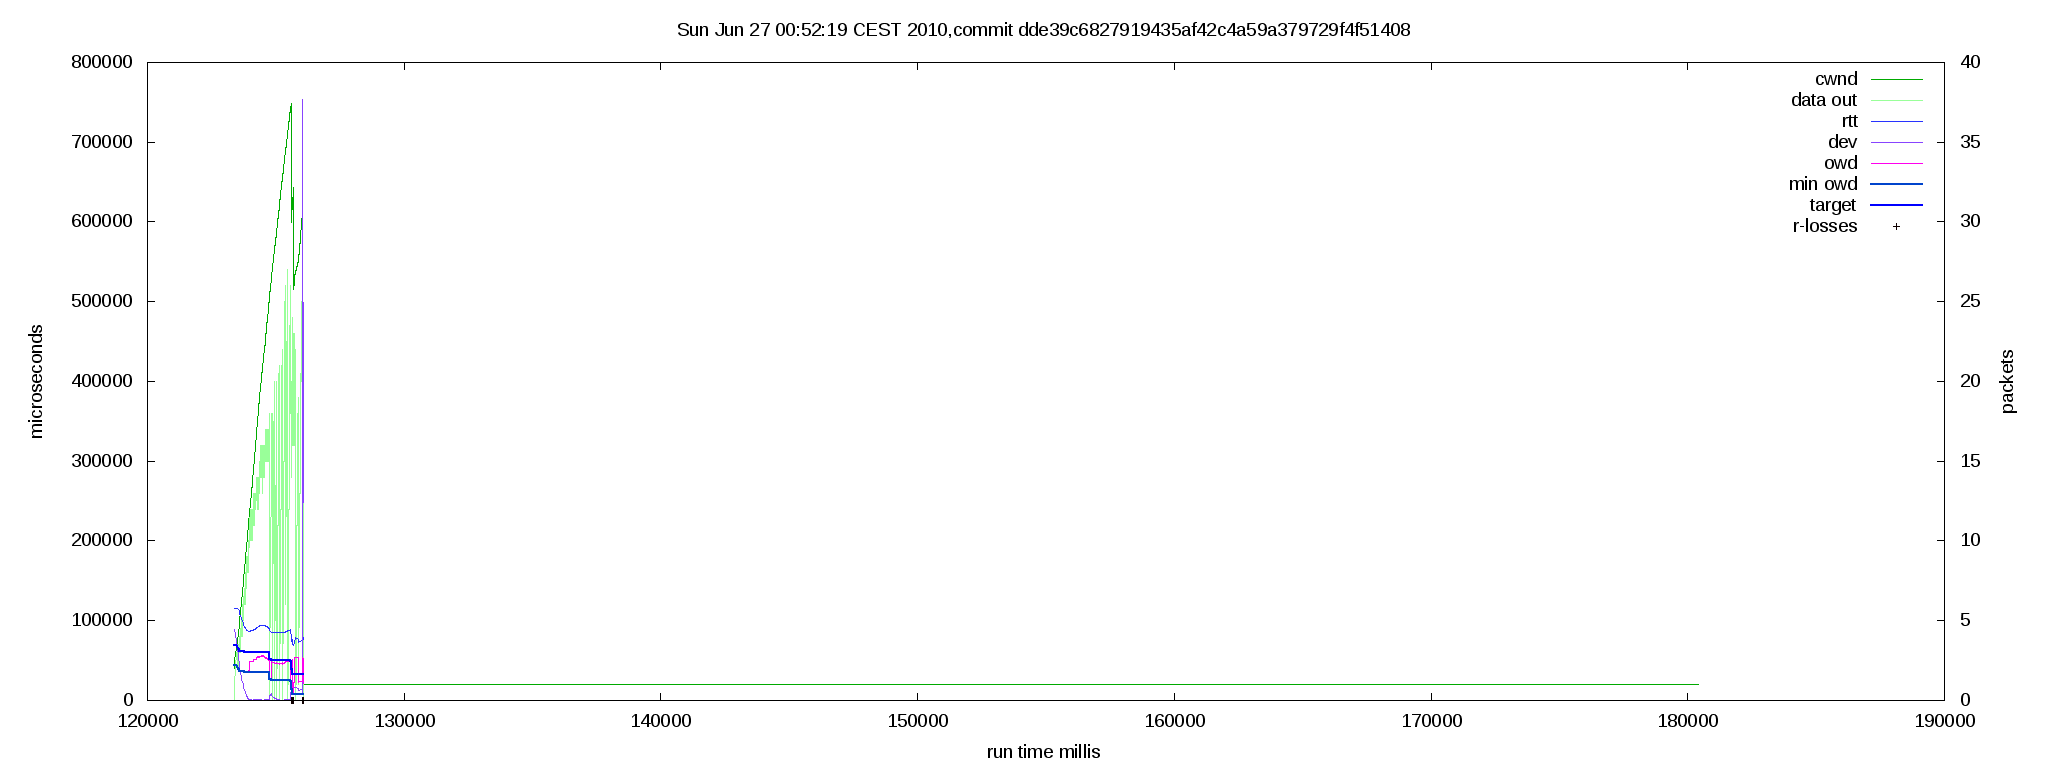 Sun Jun 27 00:52:19 CEST 2010,commit dde39c6827919435af42c4a59a379729f4f51408
800000
700000
600000
500000
400000
300000
200000
100000
0
microseconds
40
35
30
25
20
15
10
5
0
packets
cwnd
data out
rtt
dev
owd
min owd
target
r-losses
120000 130000 140000 150000 160000 170000 180000 190000
run time millis